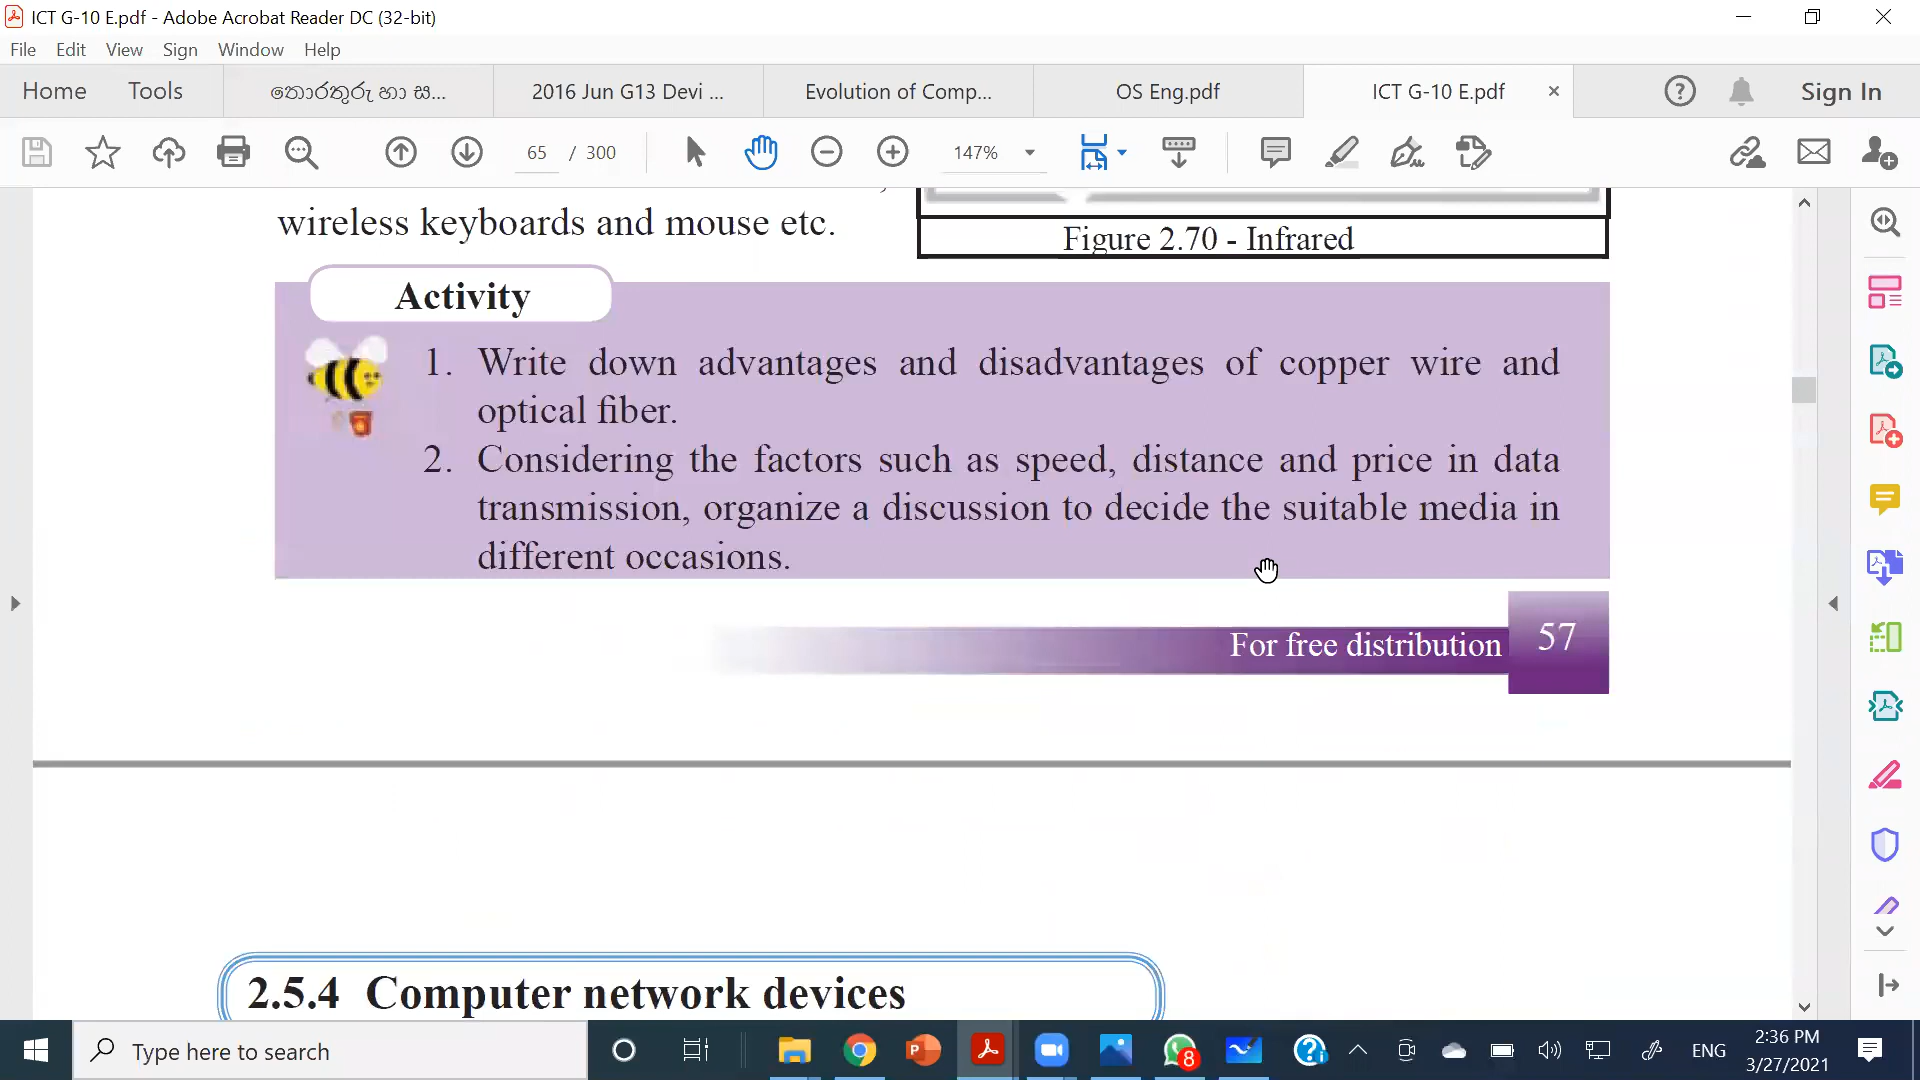 ICT G-10 E.pdf - Adobe Acrobat Reader DC (32-bit)
File Edit View Sign Window Help
Home Tools තොරතුරු හා ස... 2016 Jun G13 Devi ... Evolution of Comp... OS Eng.pdf ICT G-10 E.pdf × Sign In
65 / 300 147%
wireless keyboards and mouse etc.
Figure 2.70 - Infrared
Activity
1. Write down advantages and disadvantages of copper wire and
optical fiber.
2. Considering the factors such as speed, distance and price in data
transmission, organize a discussion to decide the suitable media in
different occasions.
For free distribution 57
2.5.4 Computer network devices
Type here to search
8
ENG
2:36 PM
3/27/2021